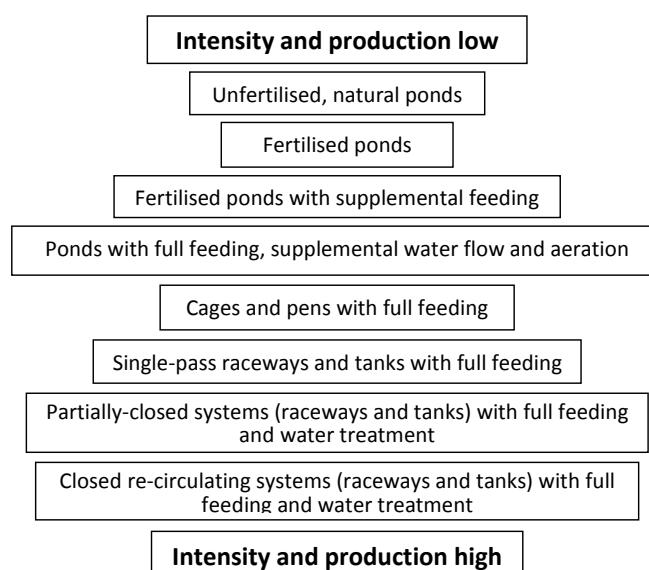 Intensity and production low
Unfertilised, natural ponds
Fertilised ponds
Fertilised ponds with supplemental feeding
Ponds with full feeding, supplemental water flow and aeration
Cages and pens with full feeding
Single-pass raceways and tanks with full feeding
Partially-closed systems (raceways and tanks) with full feeding
and water treatment
Closed re-circulating systems (raceways and tanks) with full
feeding and water treatment
Intensity and production high